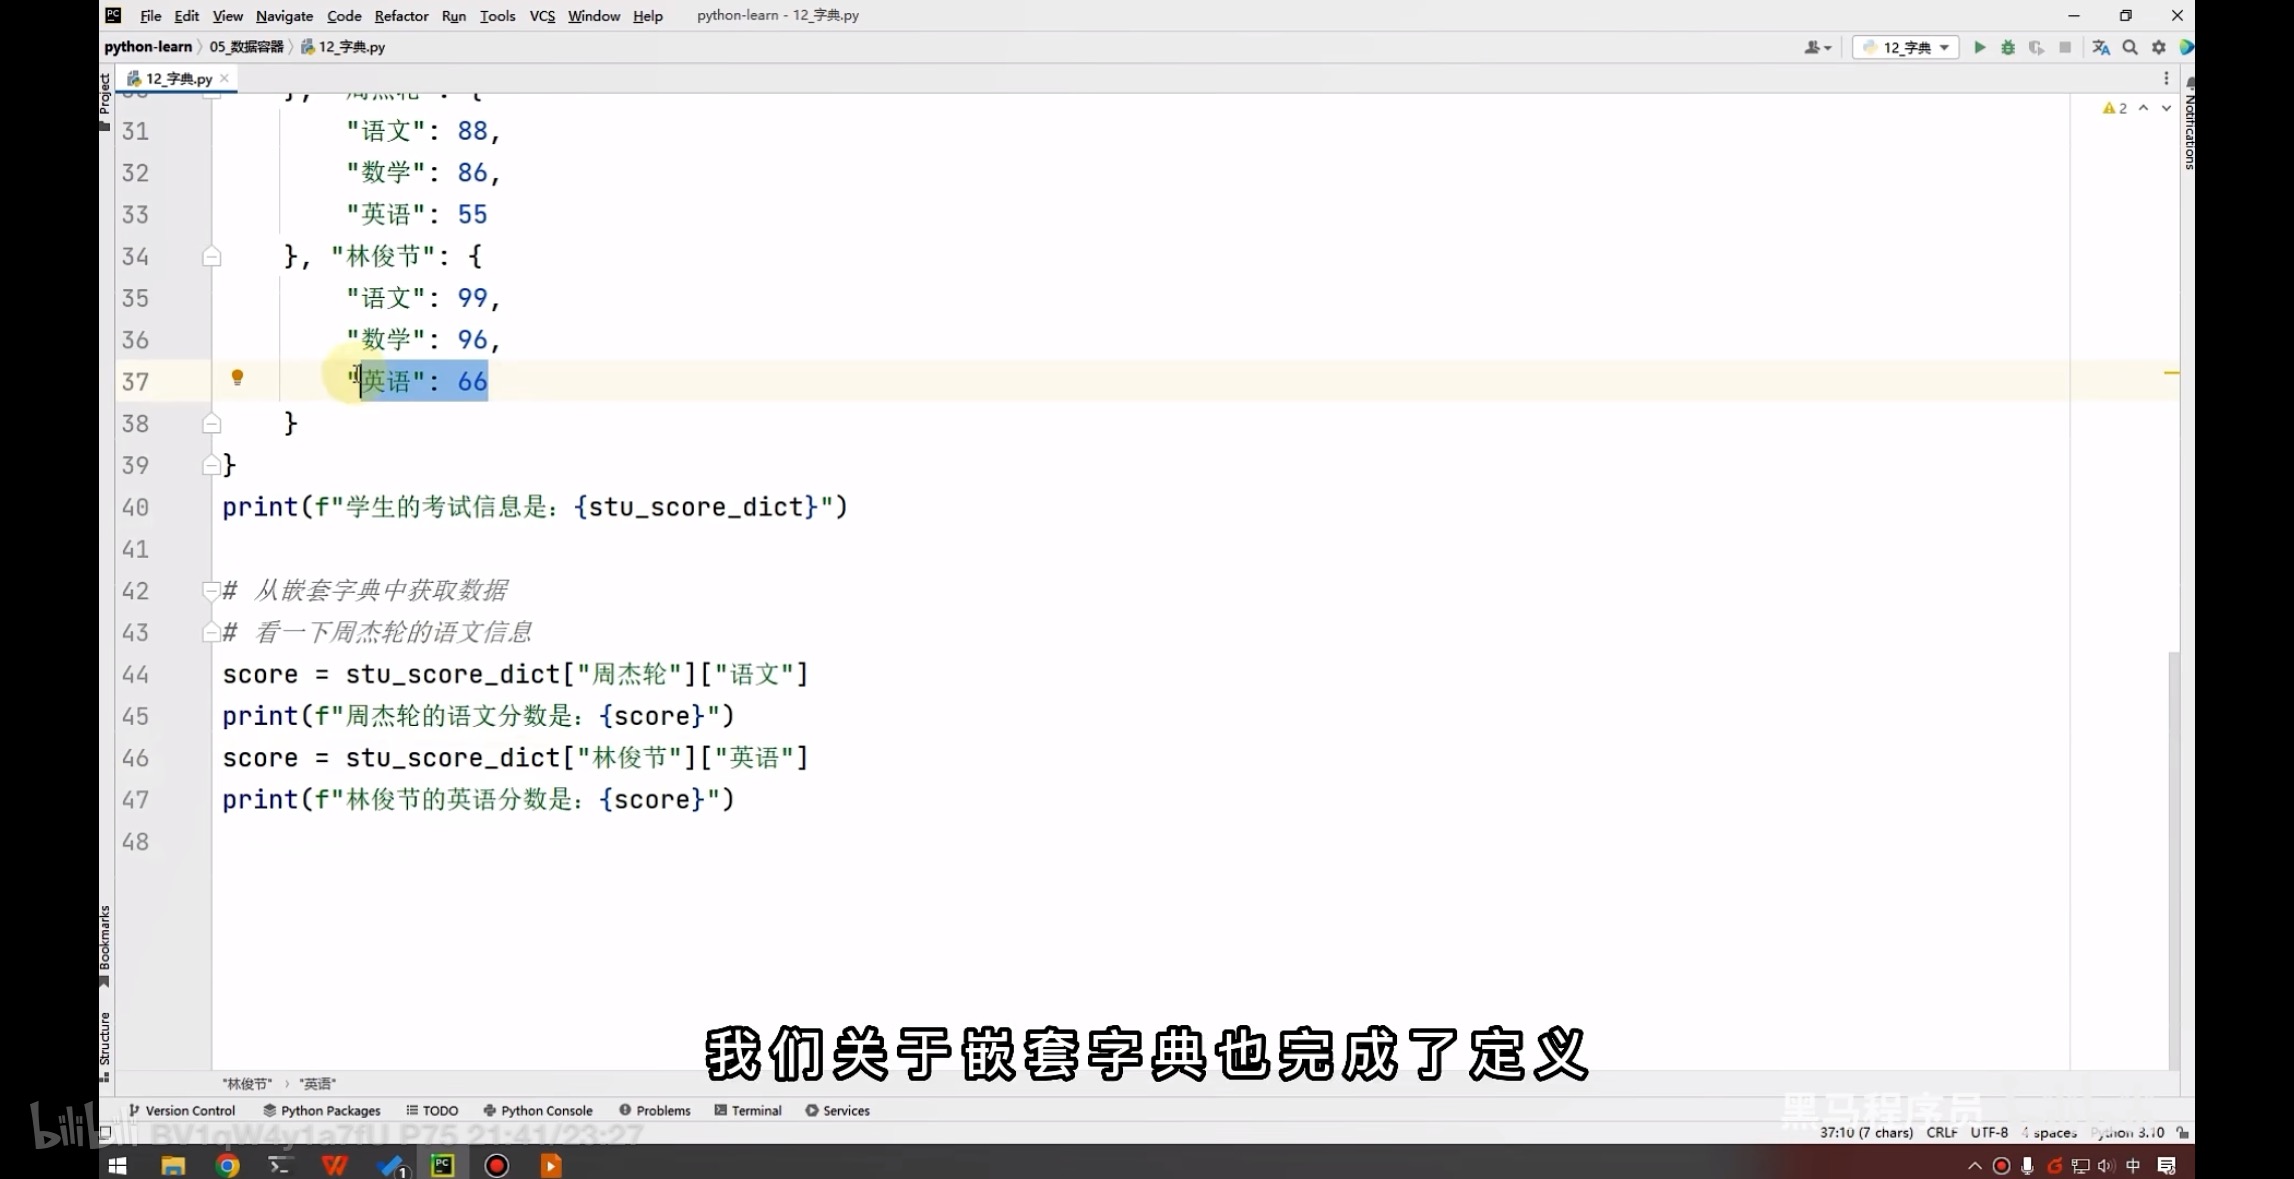 File Edit View Navigate Code Refactor Run Tools VCS Window Help python-learn - 12_字典.py
python-learn 〉 05_数据容器 〉 12_字典.py
12_字典
Project
12_字典.py
Notifications
2
30 }, "周杰轮": {
31 "语文": 88,
32 "数学": 86,
33 "英语": 55
34 }, "林俊节": {
35 "语文": 99,
36 "数学": 96,
37 "英语": 66
38 }
39 }
40 print(f"学生的考试信息是：{stu_score_dict}")
41
42 # 从嵌套字典中获取数据
43 # 看一下周杰轮的语文信息
44 score = stu_score_dict["周杰轮"]["语文"]
45 print(f"周杰轮的语文分数是：{score}")
46 score = stu_score_dict["林俊节"]["英语"]
47 print(f"林俊节的英语分数是：{score}")
48
Bookmarks
Structure
我们关于嵌套字典也完成了定义
"林俊节" 〉 "英语"
Version Control Python Packages TODO Python Console Problems Terminal Services
黑马程序员
bilibili BV1qW4y1a7fU P75 21:41/23:27
37:10 (7 chars) CRLF UTF-8 4 spaces Python 3.10
中